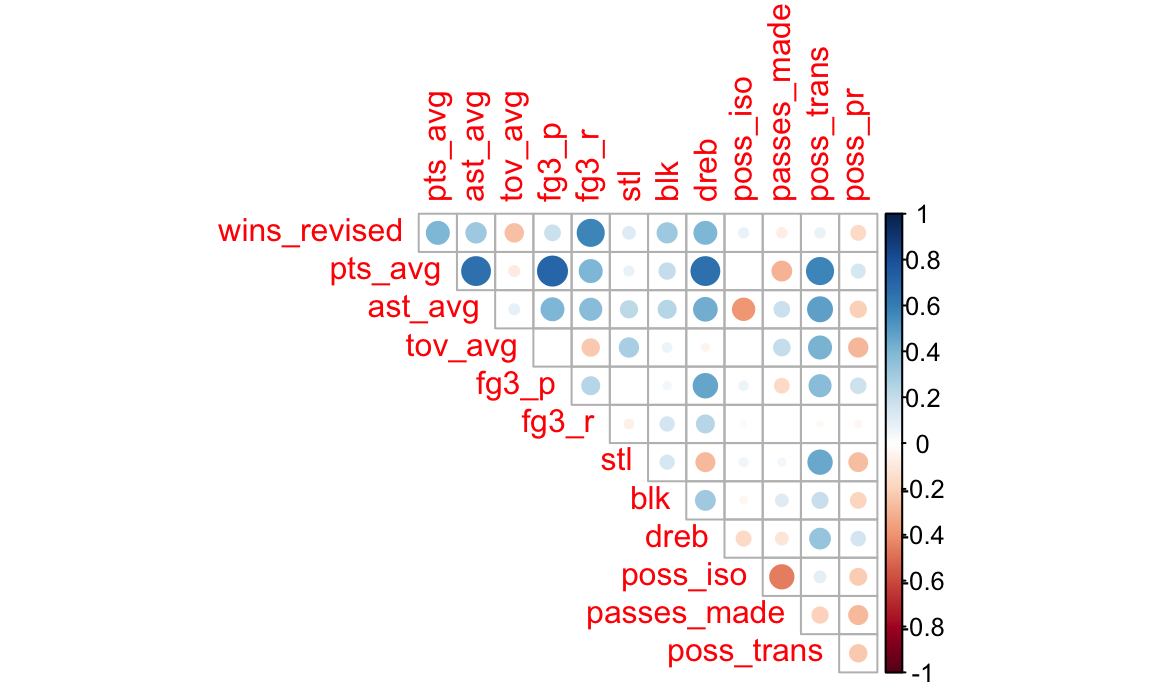 pts_avg
ast_avg
tov_avg
fg3_p
fg3_r
stl
blk
dreb
poss_iso
passes_made
poss_trans
poss_pr
wins_revised
pts_avg
ast_avg
tov_avg
fg3_p
fg3_r
stl
blk
dreb
poss_iso
passes_made
poss_trans
1
0.8
0.6
0.4
0.2
0
-0.2
-0.4
-0.6
-0.8
-1